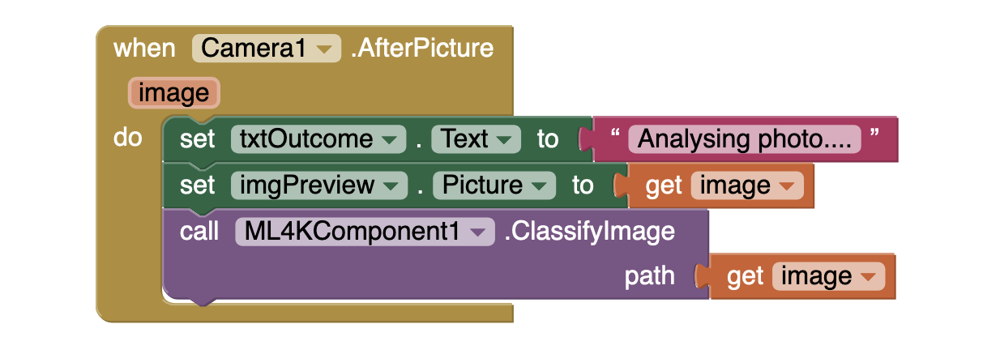 when Camera1 .AfterPicture
image
do set txtOutcome . Text to “ Analysing photo.... ”
set imgPreview . Picture to get image
call ML4KComponent1 .ClassifyImage
path get image